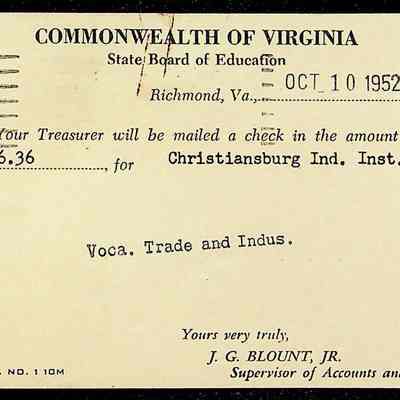 COMMONWEALTH OF VIRGINIA
State Board of Education
Richmond, Va., OCT 10 1952
Your Treasurer will be mailed a check in the amount
6.36, for Christiansburg Ind. Inst.
Voca. Trade and Indus.
Yours very truly,
J. G. BLOUNT, JR.
Supervisor of Accounts an
. NO. 1 10M